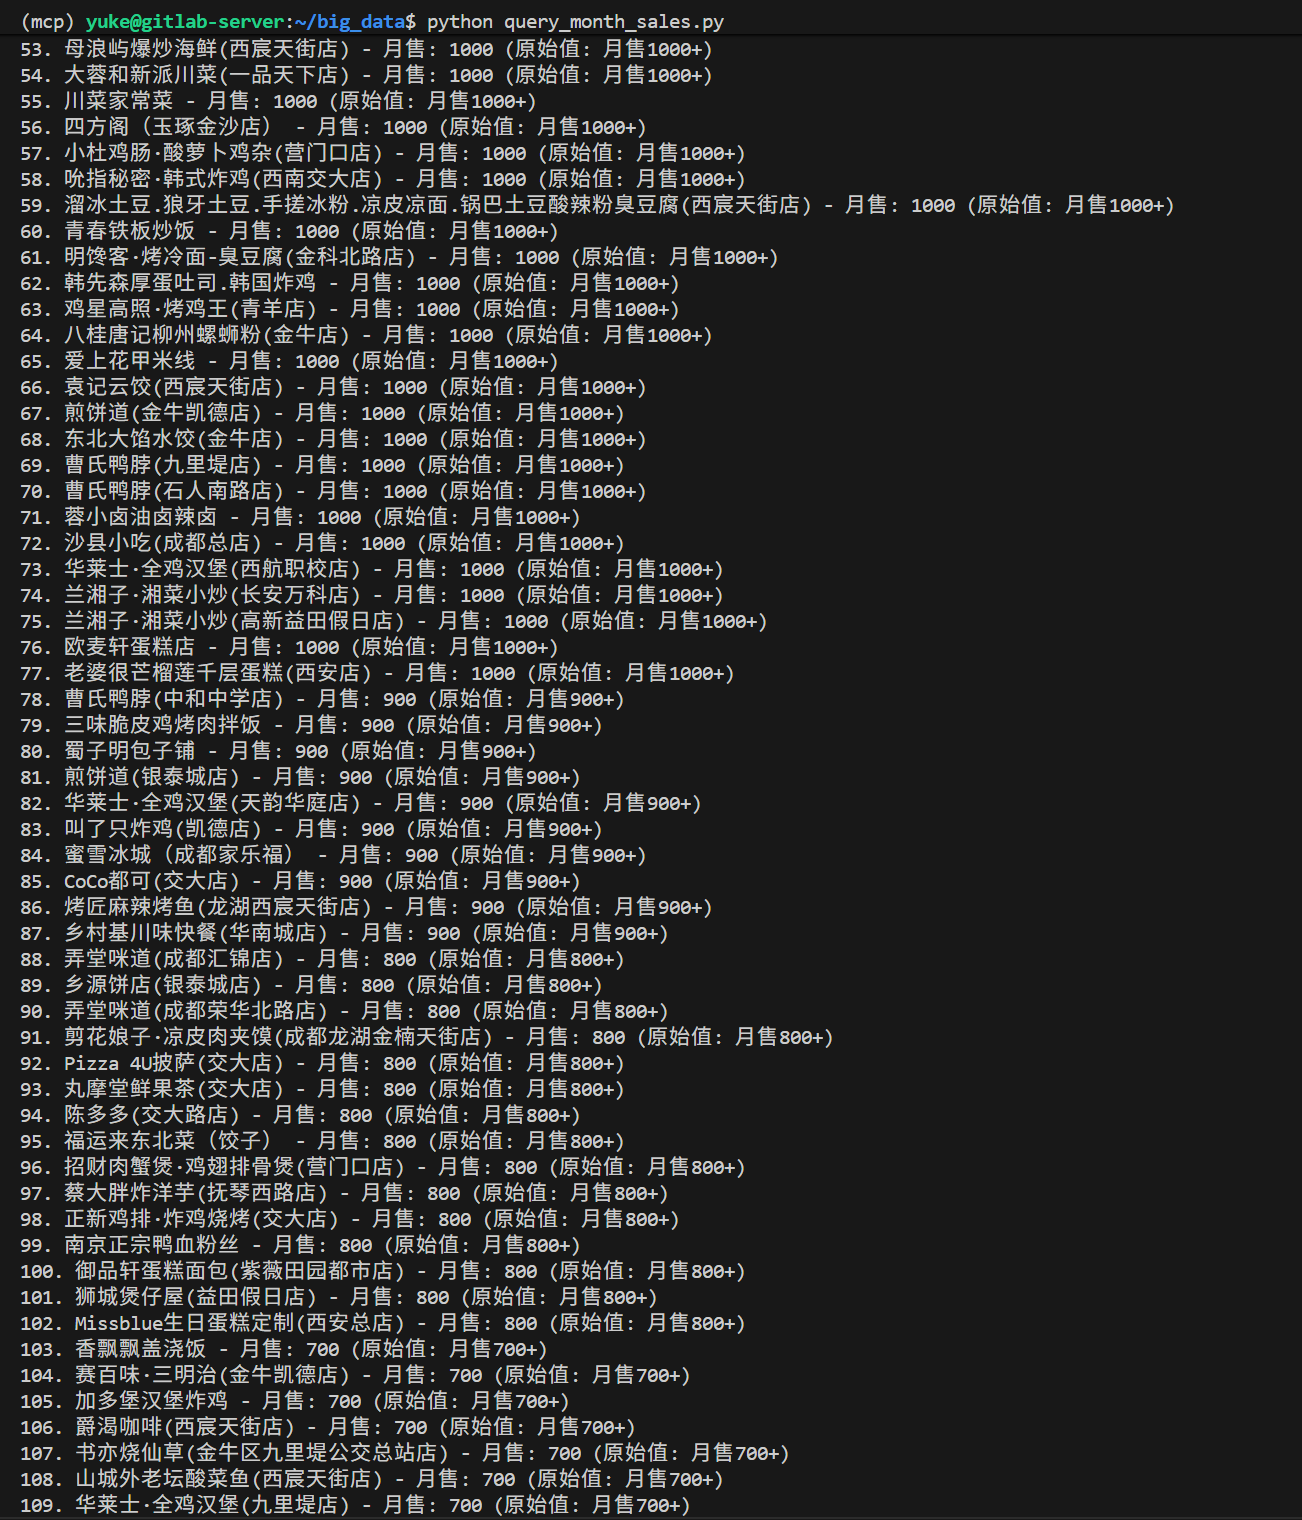 (mcp) yuke@gitlab-server:~/big_data$ python query_month_sales.py
53. 母浪屿爆炒海鲜(西宸天街店) - 月售: 1000 (原始值: 月售1000+)
54. 大蓉和新派川菜(一品天下店) - 月售: 1000 (原始值: 月售1000+)
55. 川菜家常菜 - 月售: 1000 (原始值: 月售1000+)
56. 四方阁（玉琢金沙店） - 月售: 1000 (原始值: 月售1000+)
57. 小杜鸡肠·酸萝卜鸡杂(营门口店) - 月售: 1000 (原始值: 月售1000+)
58. 吮指秘密·韩式炸鸡(西南交大店) - 月售: 1000 (原始值: 月售1000+)
59. 溜冰土豆.狼牙土豆.手搓冰粉.凉皮凉面.锅巴土豆酸辣粉臭豆腐(西宸天街店) - 月售: 1000 (原始值: 月售1000+)
60. 青春铁板炒饭 - 月售: 1000 (原始值: 月售1000+)
61. 明馋客·烤冷面-臭豆腐(金科北路店) - 月售: 1000 (原始值: 月售1000+)
62. 韩先森厚蛋吐司.韩国炸鸡 - 月售: 1000 (原始值: 月售1000+)
63. 鸡星高照·烤鸡王(青羊店) - 月售: 1000 (原始值: 月售1000+)
64. 八桂唐记柳州螺蛳粉(金牛店) - 月售: 1000 (原始值: 月售1000+)
65. 爱上花甲米线 - 月售: 1000 (原始值: 月售1000+)
66. 袁记云饺(西宸天街店) - 月售: 1000 (原始值: 月售1000+)
67. 煎饼道(金牛凯德店) - 月售: 1000 (原始值: 月售1000+)
68. 东北大馅水饺(金牛店) - 月售: 1000 (原始值: 月售1000+)
69. 曹氏鸭脖(九里堤店) - 月售: 1000 (原始值: 月售1000+)
70. 曹氏鸭脖(石人南路店) - 月售: 1000 (原始值: 月售1000+)
71. 蓉小卤油卤辣卤 - 月售: 1000 (原始值: 月售1000+)
72. 沙县小吃(成都总店) - 月售: 1000 (原始值: 月售1000+)
73. 华莱士·全鸡汉堡(西航职校店) - 月售: 1000 (原始值: 月售1000+)
74. 兰湘子·湘菜小炒(长安万科店) - 月售: 1000 (原始值: 月售1000+)
75. 兰湘子·湘菜小炒(高新益田假日店) - 月售: 1000 (原始值: 月售1000+)
76. 欧麦轩蛋糕店 - 月售: 1000 (原始值: 月售1000+)
77. 老婆很芒榴莲千层蛋糕(西安店) - 月售: 1000 (原始值: 月售1000+)
78. 曹氏鸭脖(中和中学店) - 月售: 900 (原始值: 月售900+)
79. 三味脆皮鸡烤肉拌饭 - 月售: 900 (原始值: 月售900+)
80. 蜀子明包子铺 - 月售: 900 (原始值: 月售900+)
81. 煎饼道(银泰城店) - 月售: 900 (原始值: 月售900+)
82. 华莱士·全鸡汉堡(天韵华庭店) - 月售: 900 (原始值: 月售900+)
83. 叫了只炸鸡(凯德店) - 月售: 900 (原始值: 月售900+)
84. 蜜雪冰城（成都家乐福） - 月售: 900 (原始值: 月售900+)
85. CoCo都可(交大店) - 月售: 900 (原始值: 月售900+)
86. 烤匠麻辣烤鱼(龙湖西宸天街店) - 月售: 900 (原始值: 月售900+)
87. 乡村基川味快餐(华南城店) - 月售: 900 (原始值: 月售900+)
88. 弄堂咪道(成都汇锦店) - 月售: 800 (原始值: 月售800+)
89. 乡源饼店(银泰城店) - 月售: 800 (原始值: 月售800+)
90. 弄堂咪道(成都荣华北路店) - 月售: 800 (原始值: 月售800+)
91. 剪花娘子·凉皮肉夹馍(成都龙湖金楠天街店) - 月售: 800 (原始值: 月售800+)
92. Pizza 4U披萨(交大店) - 月售: 800 (原始值: 月售800+)
93. 丸摩堂鲜果茶(交大店) - 月售: 800 (原始值: 月售800+)
94. 陈多多(交大路店) - 月售: 800 (原始值: 月售800+)
95. 福运来东北菜（饺子） - 月售: 800 (原始值: 月售800+)
96. 招财肉蟹煲·鸡翅排骨煲(营门口店) - 月售: 800 (原始值: 月售800+)
97. 蔡大胖炸洋芋(抚琴西路店) - 月售: 800 (原始值: 月售800+)
98. 正新鸡排·炸鸡烧烤(交大店) - 月售: 800 (原始值: 月售800+)
99. 南京正宗鸭血粉丝 - 月售: 800 (原始值: 月售800+)
100. 御品轩蛋糕面包(紫薇田园都市店) - 月售: 800 (原始值: 月售800+)
101. 狮城煲仔屋(益田假日店) - 月售: 800 (原始值: 月售800+)
102. Missblue生日蛋糕定制(西安总店) - 月售: 800 (原始值: 月售800+)
103. 香飘飘盖浇饭 - 月售: 700 (原始值: 月售700+)
104. 赛百味·三明治(金牛凯德店) - 月售: 700 (原始值: 月售700+)
105. 加多堡汉堡炸鸡 - 月售: 700 (原始值: 月售700+)
106. 爵渴咖啡(西宸天街店) - 月售: 700 (原始值: 月售700+)
107. 书亦烧仙草(金牛区九里堤公交总站店) - 月售: 700 (原始值: 月售700+)
108. 山城外老坛酸菜鱼(西宸天街店) - 月售: 700 (原始值: 月售700+)
109. 华莱士·全鸡汉堡(九里堤店) - 月售: 700 (原始值: 月售700+)